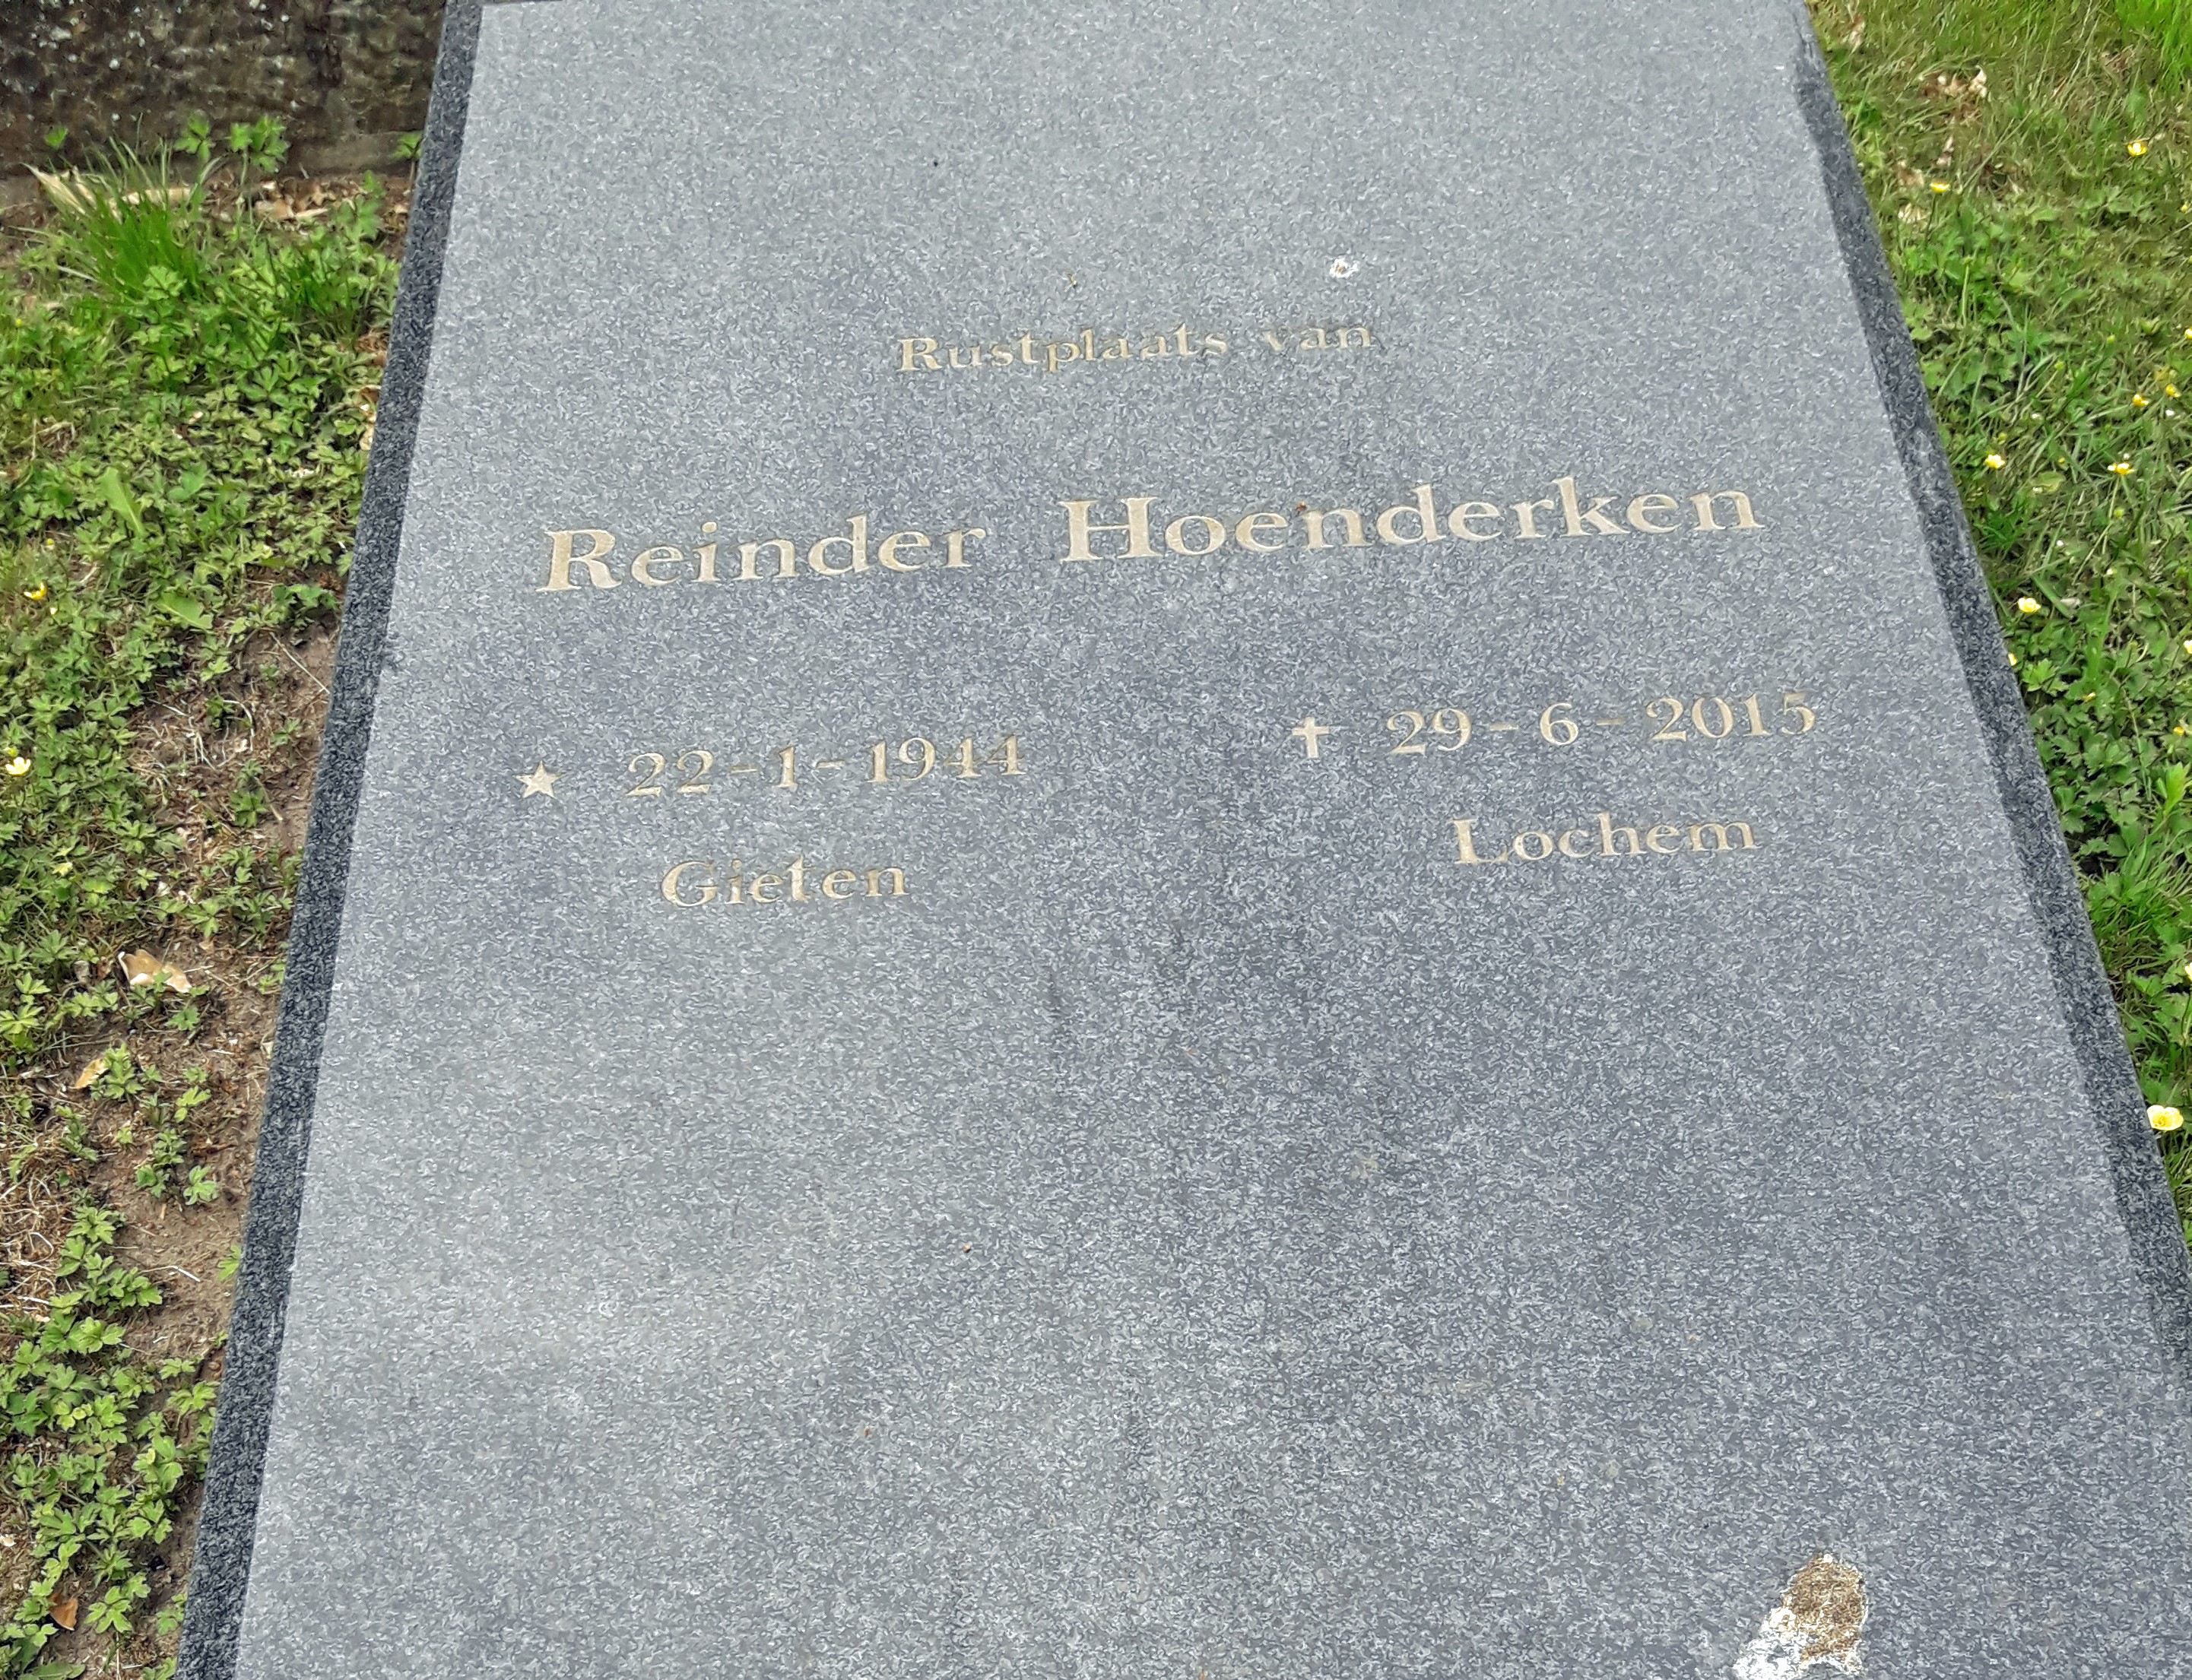 Rustplaats van
Reinder Hoenderken
★ 22-1-1944 ✝ 29-6-2015
Gieten Lochem